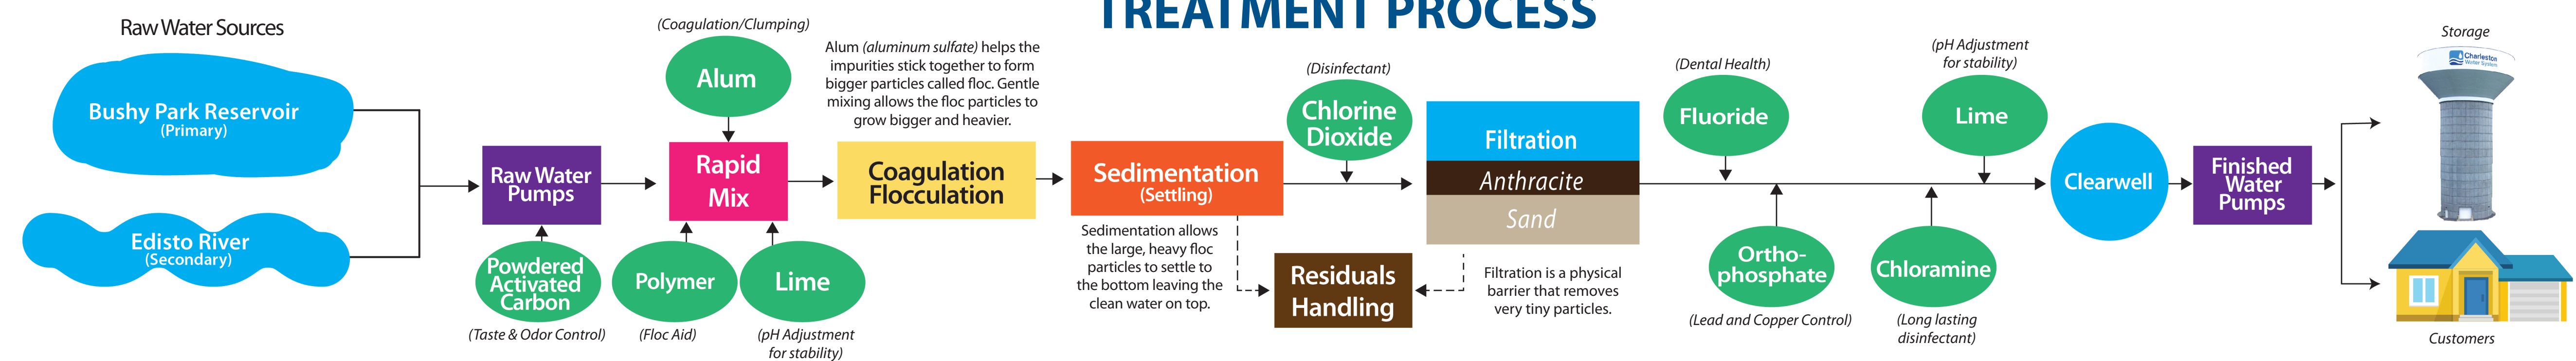 TREATMENT PROCESS
Raw Water Sources
Bushy Park Reservoir
(Primary)
Edisto River
(Secondary)
Raw Water
Pumps
Powdered
Activated
Carbon
(Taste & Odor Control)
(Coagulation/Clumping)
Alum
Rapid
Mix
Polymer
(Floc Aid)
Lime
(pH Adjustment
for stability)
Alum (aluminum sulfate) helps the
impurities stick together to form
bigger particles called floc. Gentle
mixing allows the floc particles to
grow bigger and heavier.
Coagulation
Flocculation
Sedimentation
(Settling)
Sedimentation allows
the large, heavy floc
particles to settle to
the bottom leaving the
clean water on top.
(Disinfectant)
Chlorine
Dioxide
Residuals
Handling
Filtration
Anthracite
Sand
Filtration is a physical
barrier that removes
very tiny particles.
(Dental Health)
Fluoride
Ortho-
phosphate
(Lead and Copper Control)
(pH Adjustment
for stability)
Lime
Chloramine
(Long lasting
disinfectant)
Clearwell
Finished
Water
Pumps
Storage
Charleston
Water System
Customers